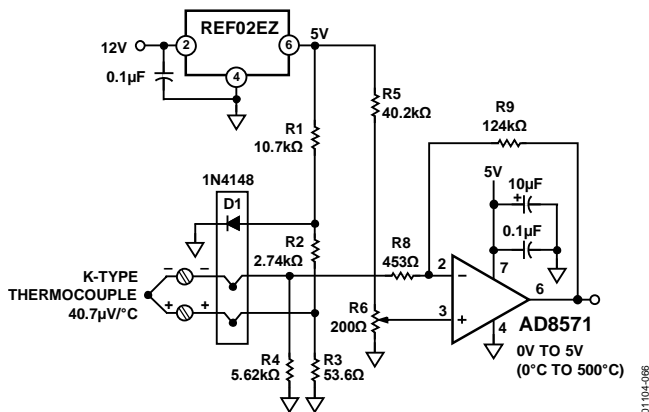 REF02EZ
5V
12V
2
6
4
0.1µF
R5
40.2kΩ
R9
124kΩ
R1
10.7kΩ
1N4148
D1
5V
10µF
+
0.1µF
R2
2.74kΩ
R8
453Ω
2
−
7
6
K-TYPE
THERMOCOUPLE
40.7µV/°C
−
−
+
+
R6
200Ω
3
+
4
AD8571
0V TO 5V
(0°C TO 500°C)
R4
5.62kΩ
R3
53.6Ω
01104-066